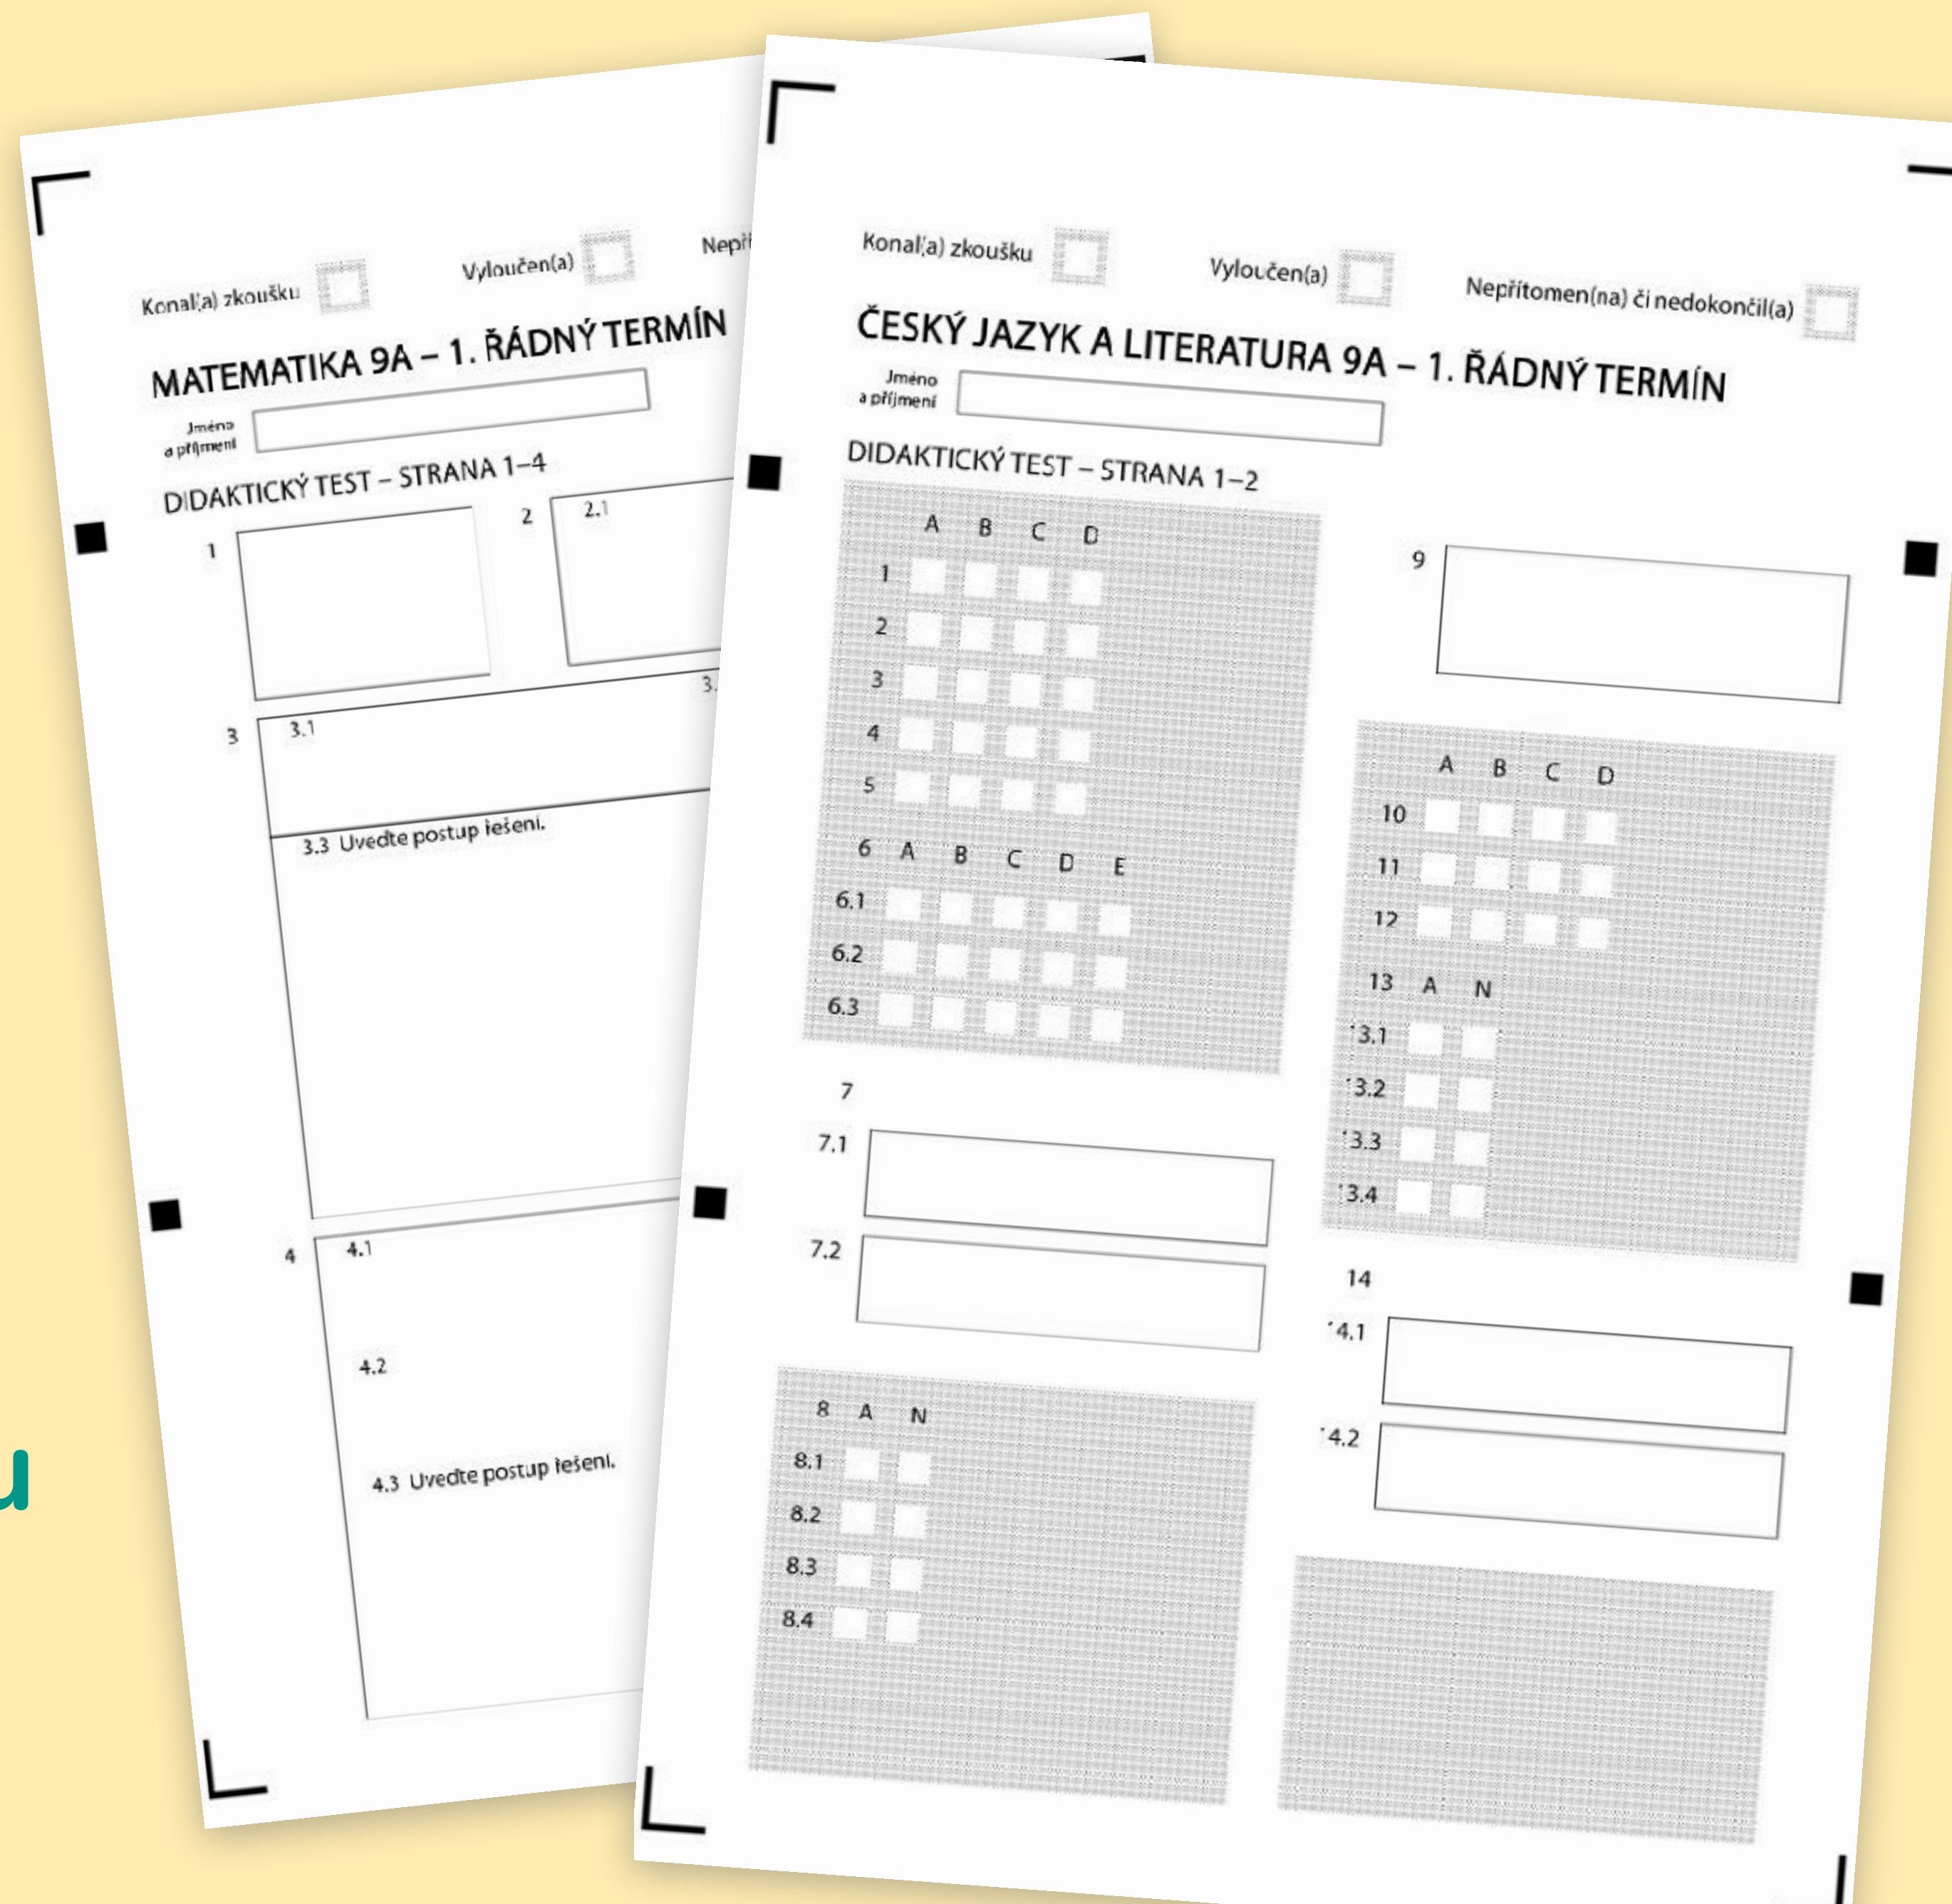 Konal(a) zkoušku
Vyloučen(a)
MATEMATIKA 9A – 1. ŘÁDNÝ TERMÍN
Jméno
a příjmení
DIDAKTICKÝ TEST – STRANA 1–4
1
2
2.1
3
3.1
3.3 Uveďte postup řešení.
4
4.1
4.2
4.3 Uveďte postup řešení.
Konal(a) zkoušku
Vyloučen(a)
Nepřítomen(na) či nedokončil(a)
ČESKÝ JAZYK A LITERATURA 9A – 1. ŘÁDNÝ TERMÍN
Jméno
a příjmení
DIDAKTICKÝ TEST – STRANA 1–2
A B C D
1
2
3
4
5
6 A B C D E
6.1
6.2
6.3
7
7.1
7.2
8 A N
8.1
8.2
8.3
8.4
9
A B C D
10
11
12
13 A N
13.1
13.2
13.3
13.4
14
14.1
14.2